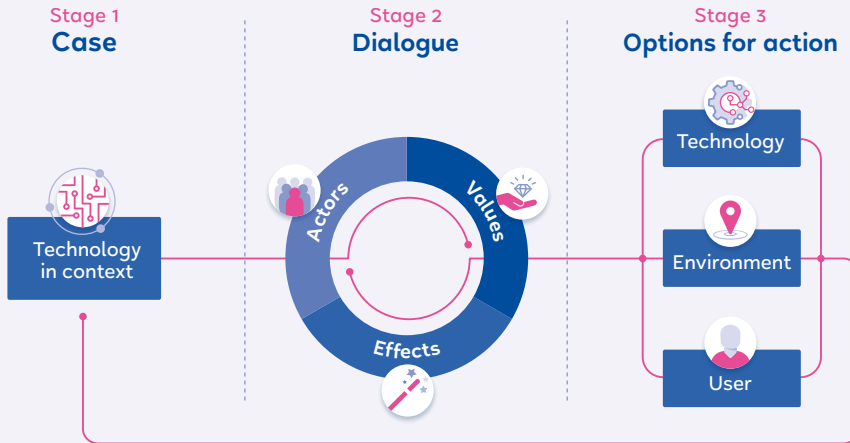 Stage 1
Case
Technology
in context
Stage 2
Dialogue
Actors
Values
Effects
Stage 3
Options for action
Technology
Environment
User